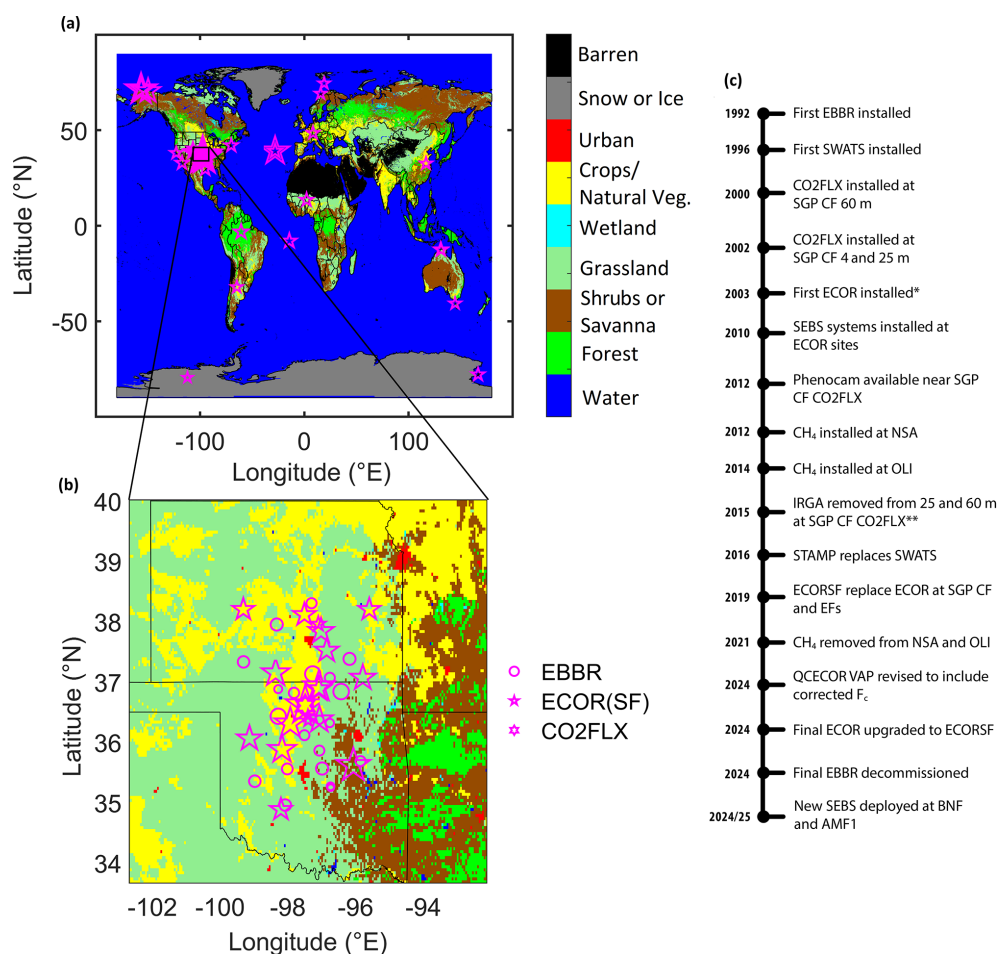 (a)
Latitude (°N)
50
0
-50
-100
0
100
Longitude (°E)
Barren
Snow or Ice
Urban
Crops/
Natural Veg.
Wetland
Grassland
Shrubs or
Savanna
Forest
Water
(b)
Latitude (°N)
40
39
38
37
36
35
34
-102
-100
-98
-96
-94
Longitude (°E)
EBBR
ECOR(SF)
CO2FLX
(c)
1992 First EBBR installed
1996 First SWATS installed
2000 CO2FLX installed at
SGP CF 60 m
2002 CO2FLX installed at
SGP CF 4 and 25 m
2003 First ECOR installed*
2010 SEBS systems installed at
ECOR sites
2012 Phenocam available near SGP
CF CO2FLX
2012 CH₄ installed at NSA
2014 CH₄ installed at OLI
2015 IRGA removed from 25 and 60 m
at SGP CF CO2FLX**
2016 STAMP replaces SWATS
2019 ECORSF replace ECOR at SGP CF
and EFs
2021 CH₄ removed from NSA and OLI
2024 QCECOR VAP revised to include
corrected F꜀
2024 Final ECOR upgraded to ECORSF
2024 Final EBBR decommissioned
2024/25 New SEBS deployed at BNF
and AMF1